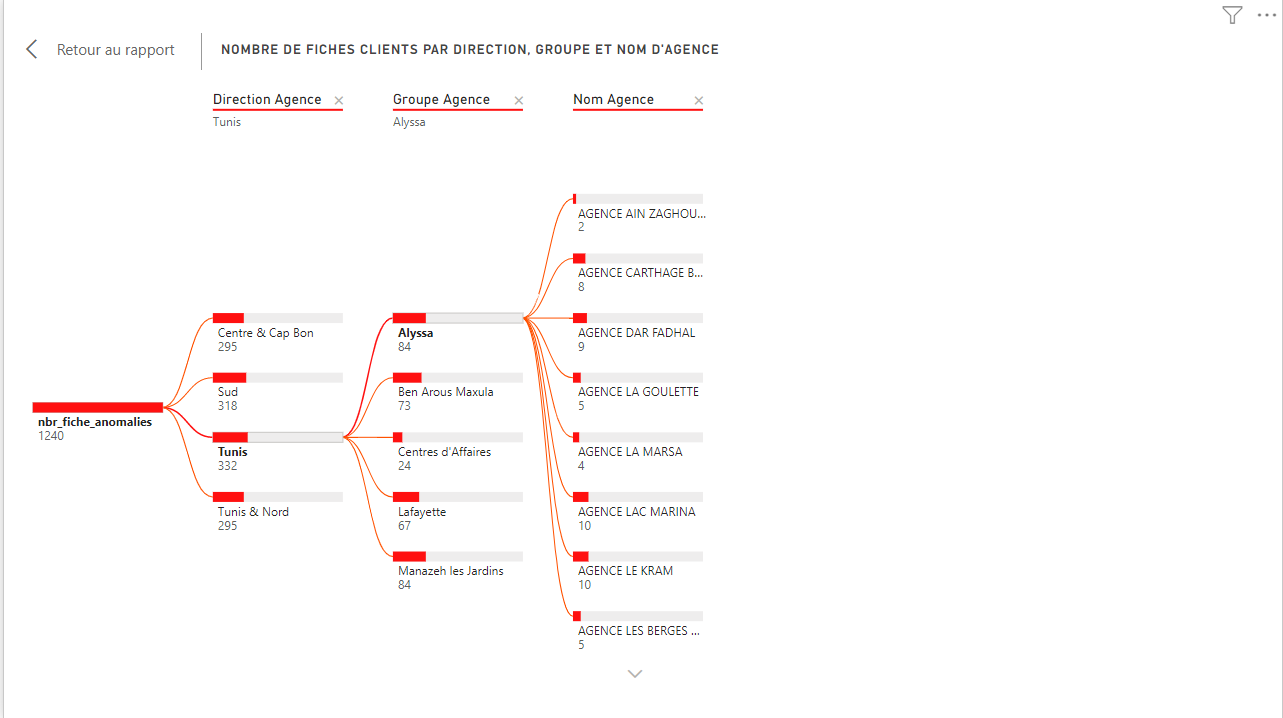 Retour au rapport
NOMBRE DE FICHES CLIENTS PAR DIRECTION, GROUPE ET NOM D'AGENCE
Direction Agence
Tunis
Groupe Agence
Alyssa
Nom Agence
nbr_fiche_anomalies
1240
Centre & Cap Bon
295
Sud
318
Tunis
332
Tunis & Nord
295
Alyssa
84
Ben Arous Maxula
73
Centres d'Affaires
24
Lafayette
67
Manazeh les Jardins
84
AGENCE AIN ZAGHOU...
2
AGENCE CARTHAGE B...
8
AGENCE DAR FADHAL
9
AGENCE LA GOULETTE
5
AGENCE LA MARSA
4
AGENCE LAC MARINA
10
AGENCE LE KRAM
10
AGENCE LES BERGES ...
5